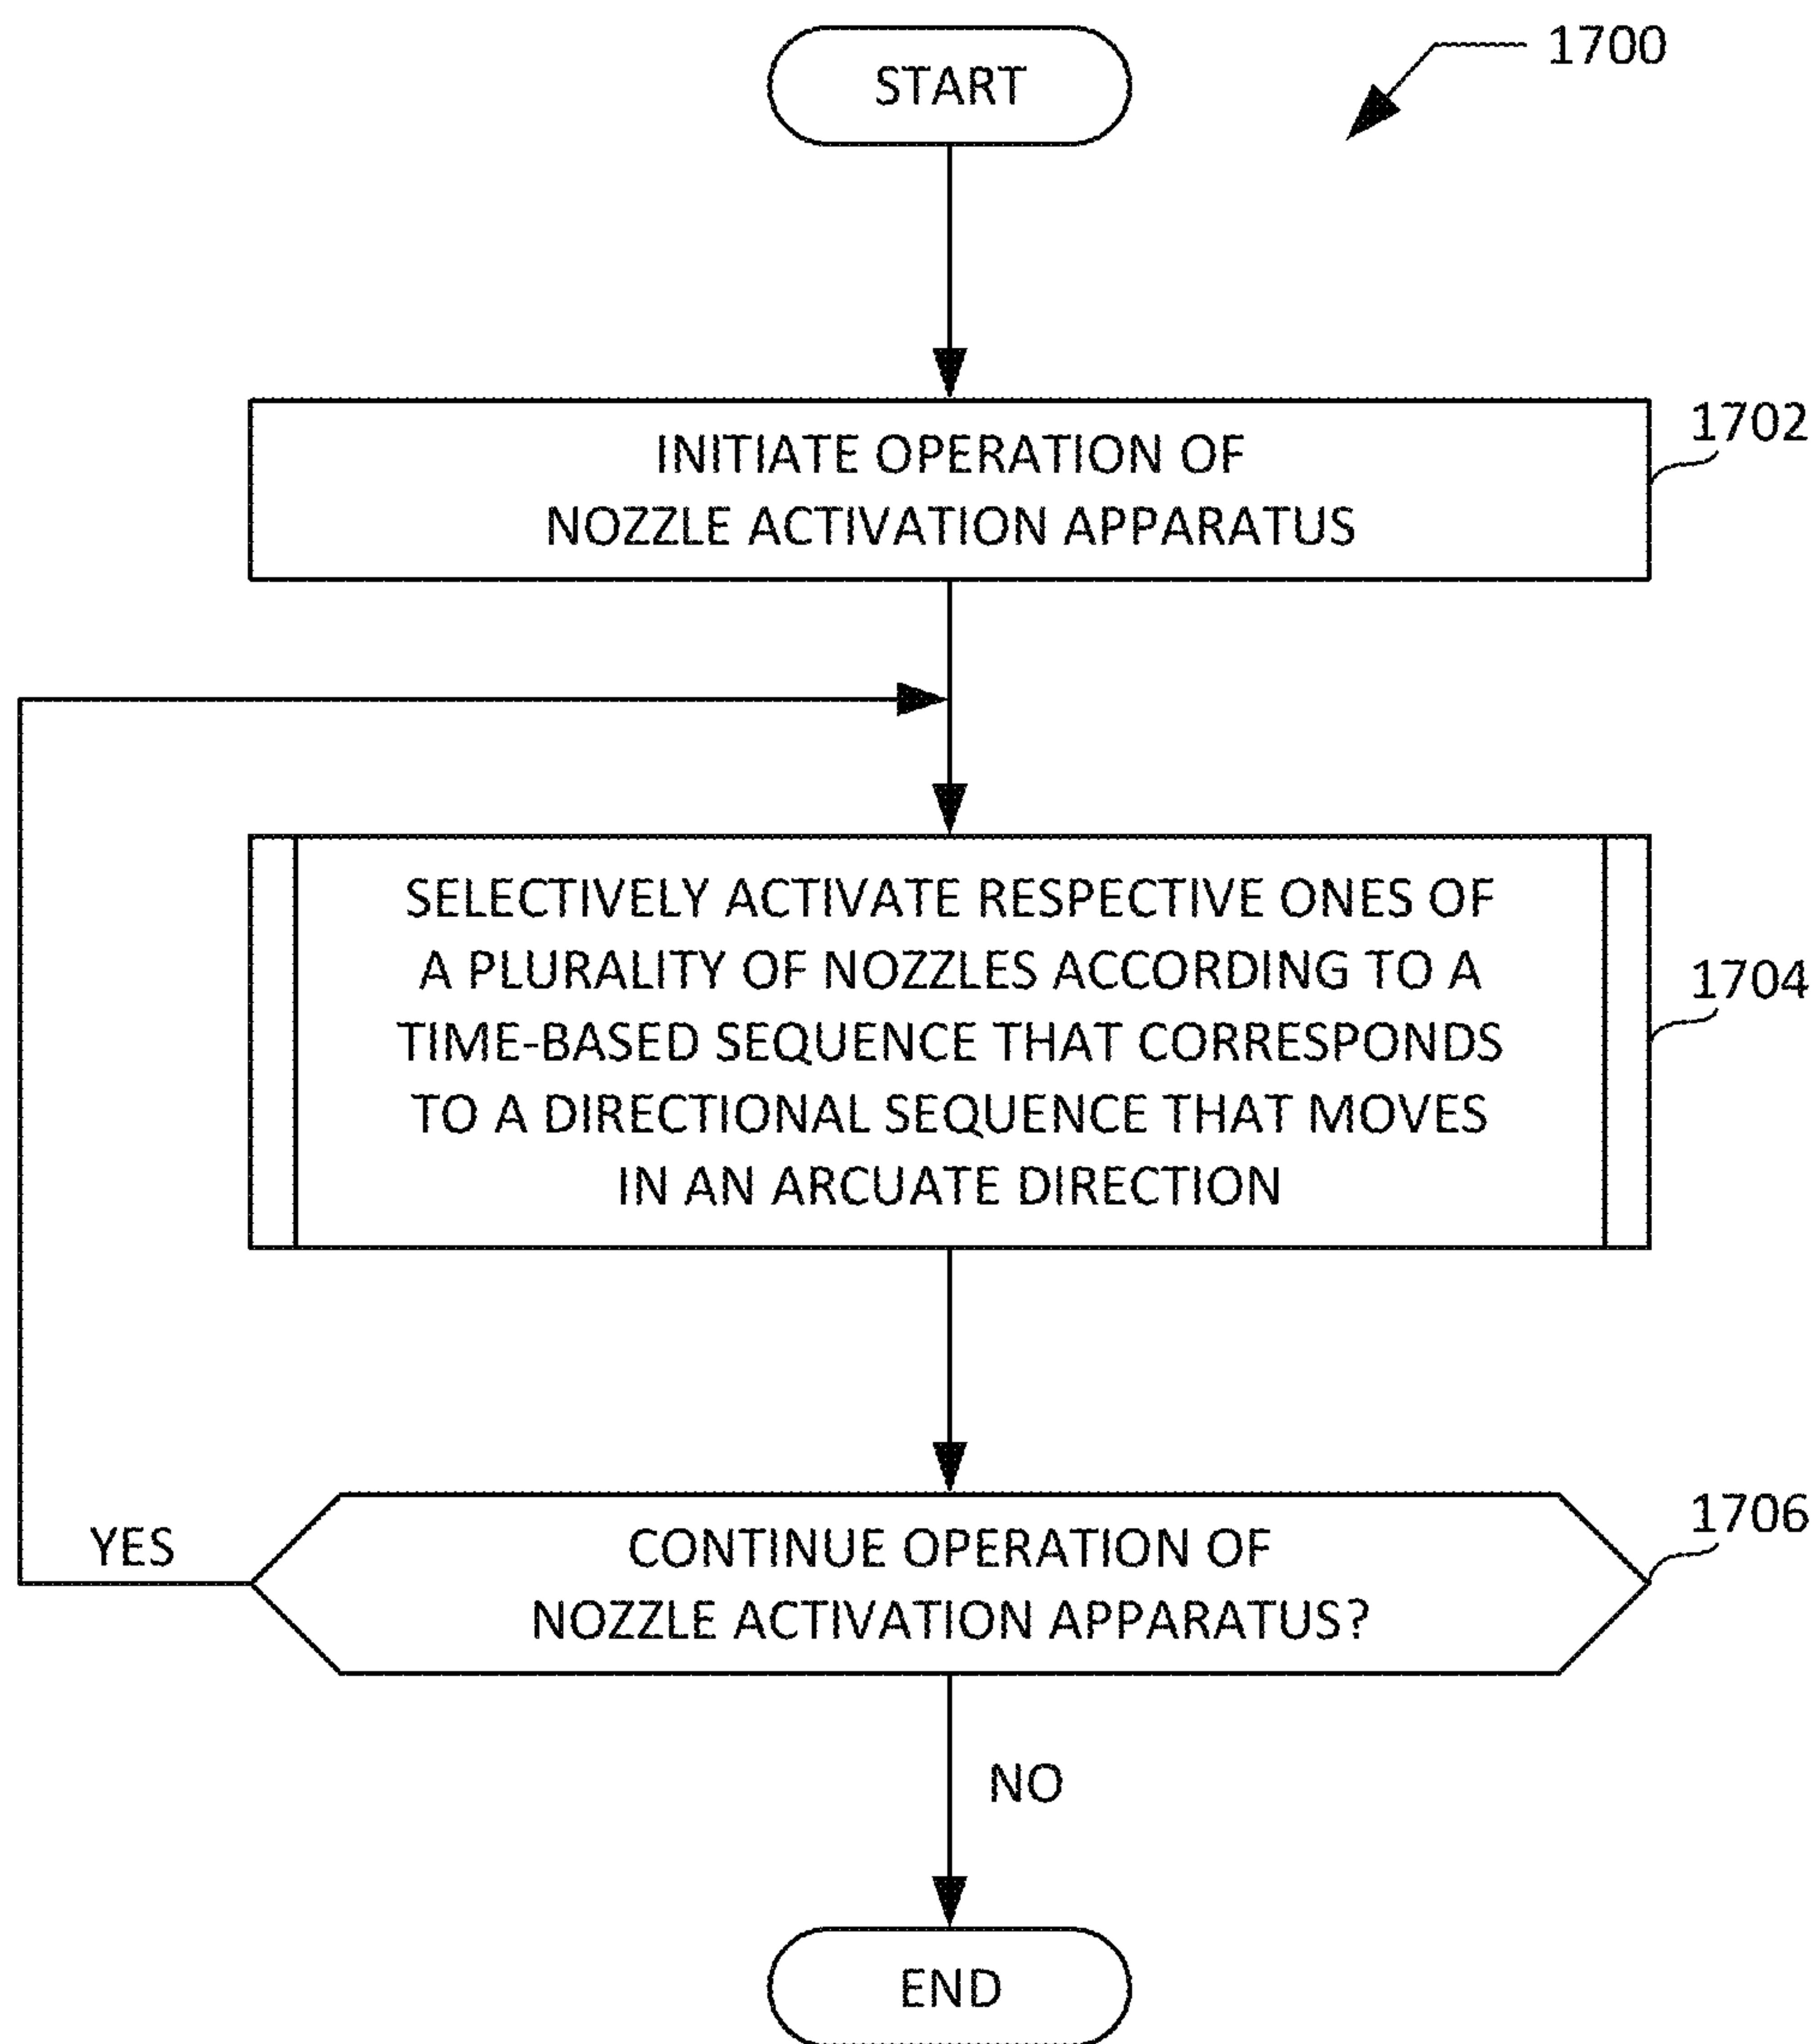 START
1700
INITIATE OPERATION OF
NOZZLE ACTIVATION APPARATUS
1702
SELECTIVELY ACTIVATE RESPECTIVE ONES OF
A PLURALITY OF NOZZLES ACCORDING TO A
TIME-BASED SEQUENCE THAT CORRESPONDS
TO A DIRECTIONAL SEQUENCE THAT MOVES
IN AN ARCUATE DIRECTION
1704
YES
CONTINUE OPERATION OF
NOZZLE ACTIVATION APPARATUS?
1706
NO
END